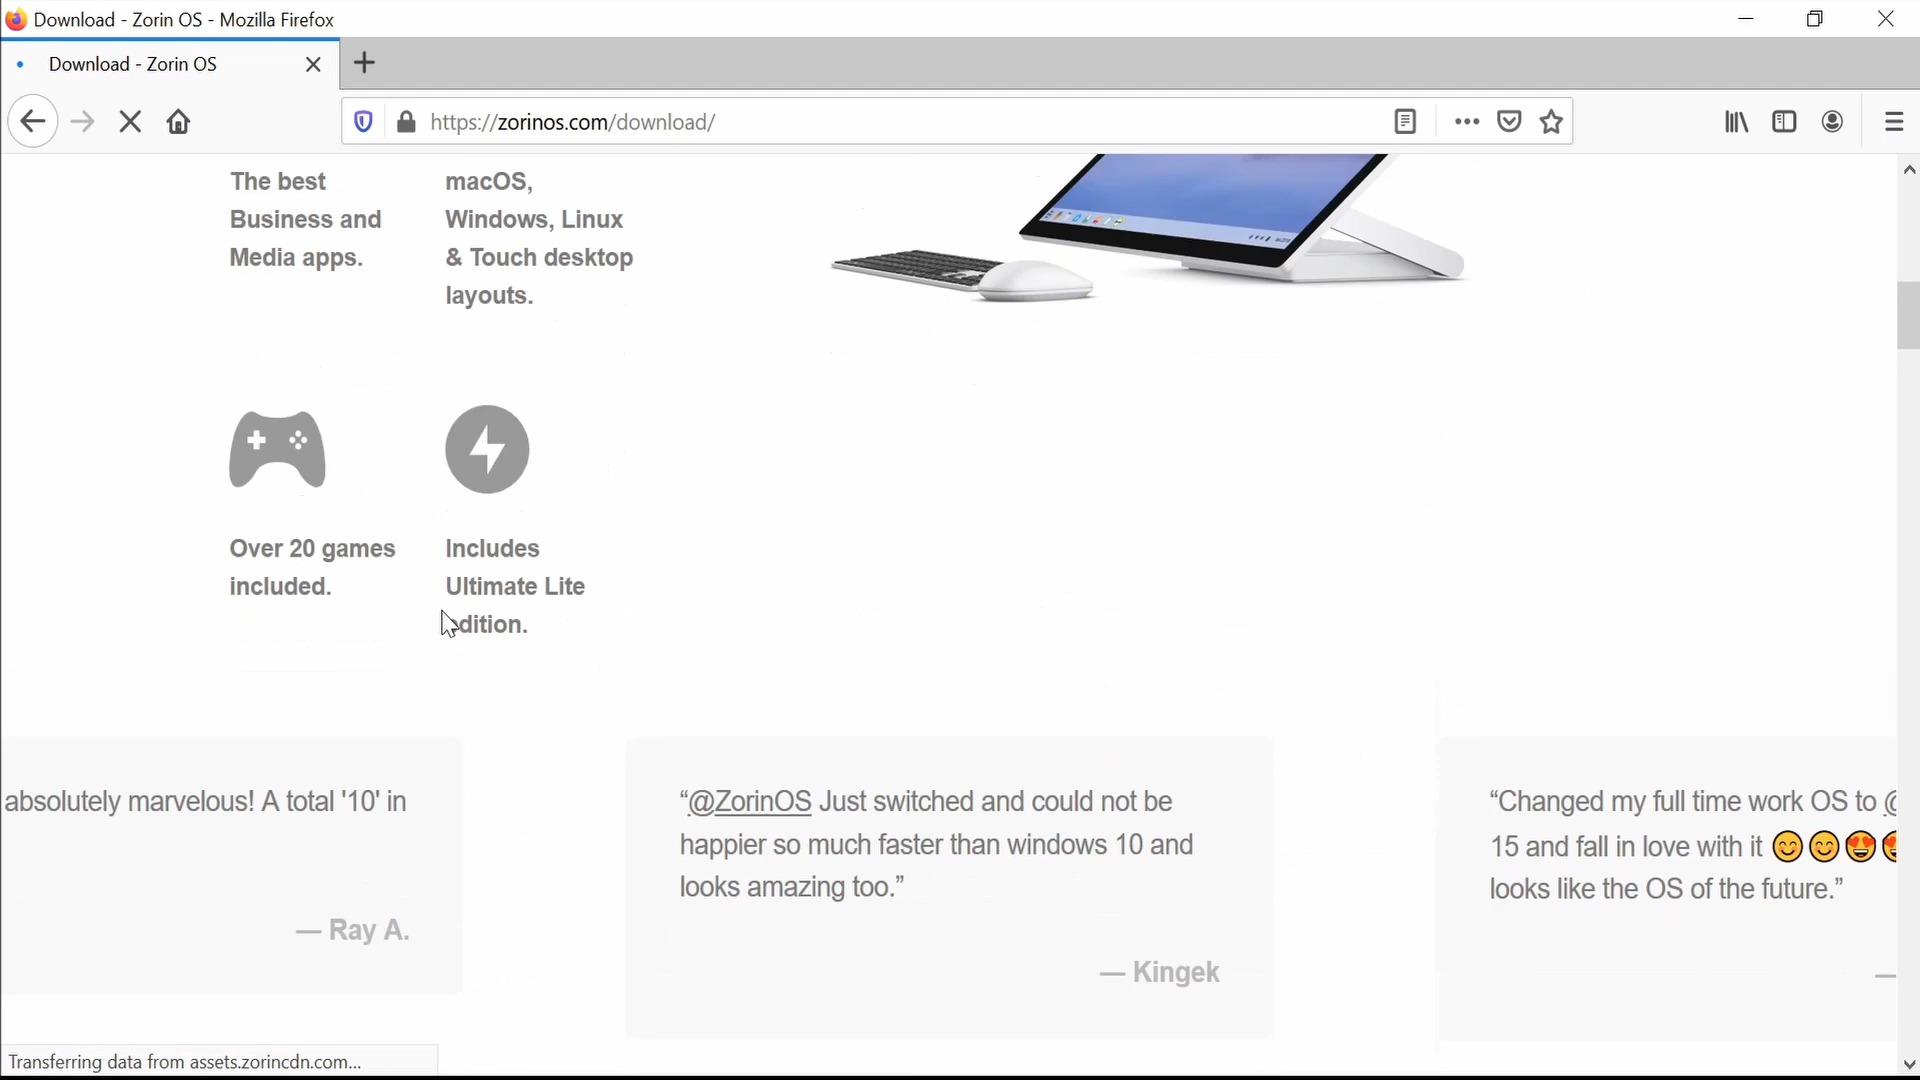 Download - Zorin OS - Mozilla Firefox
Download - Zorin OS
https://zorinos.com/download/
The best
Business and
Media apps.
macOS,
Windows, Linux
& Touch desktop
layouts.
Over 20 games
included.
Includes
Ultimate Lite
dition.
absolutely marvelous! A total '10' in
— Ray A.
“@ZorinOS Just switched and could not be
happier so much faster than windows 10 and
looks amazing too.”
— Kingek
“Changed my full time work OS to @
15 and fall in love with it 😊😊😍😍
looks like the OS of the future.”
—
Transferring data from assets.zorincdn.com...